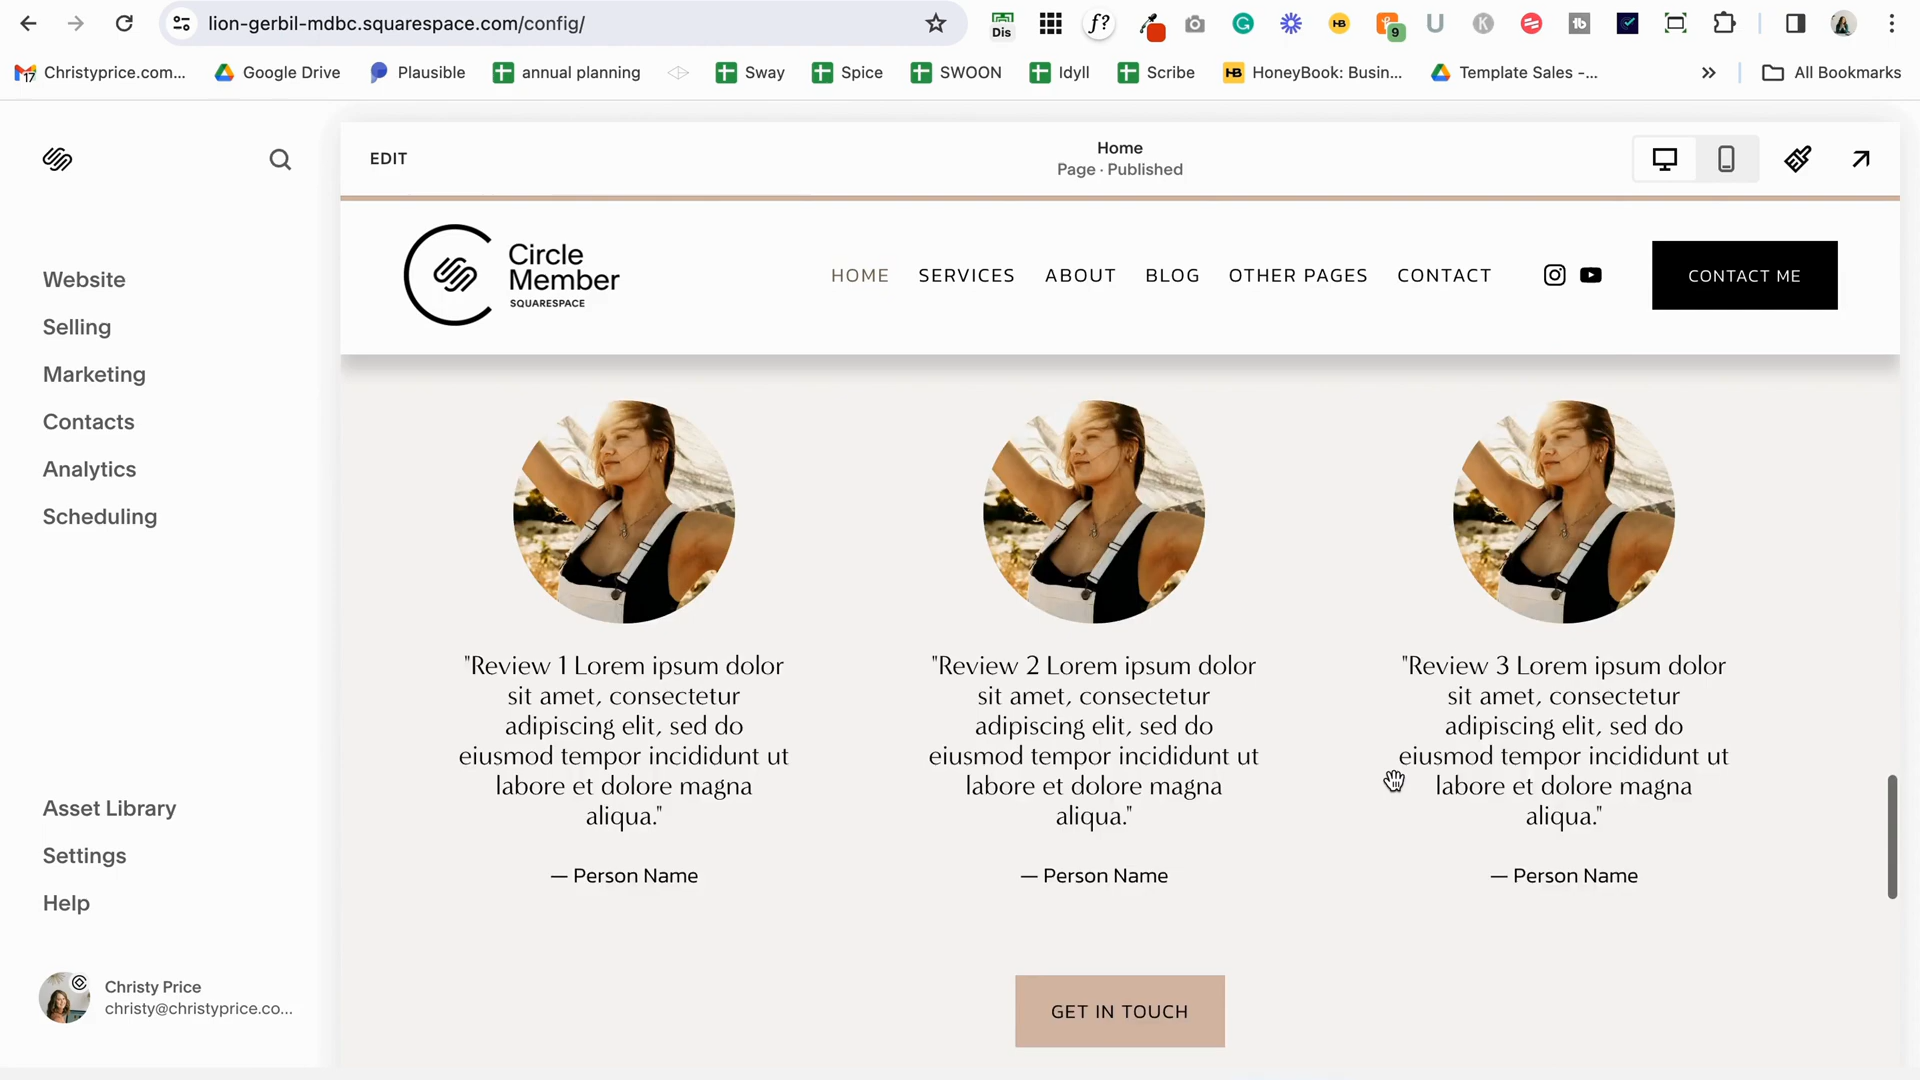 lion-gerbil-mdbc.squarespace.com/config/
Dis
f?
HB
9
U
K
tb
17 Christyprice.com...
Google Drive
Plausible
annual planning
Sway
Spice
SWOON
Idyll
Scribe
HB HoneyBook: Busin...
Template Sales -...
»
All Bookmarks
Website
Selling
Marketing
Contacts
Analytics
Scheduling
Asset Library
Settings
Help
Christy Price
christy@christyprice.co...
EDIT
Home
Page · Published
Circle
Member
SQUARESPACE
HOME
SERVICES
ABOUT
BLOG
OTHER PAGES
CONTACT
CONTACT ME
"Review 1 Lorem ipsum dolor
sit amet, consectetur
adipiscing elit, sed do
eiusmod tempor incididunt ut
labore et dolore magna
aliqua."
— Person Name
"Review 2 Lorem ipsum dolor
sit amet, consectetur
adipiscing elit, sed do
eiusmod tempor incididunt ut
labore et dolore magna
aliqua."
— Person Name
"Review 3 Lorem ipsum dolor
sit amet, consectetur
adipiscing elit, sed do
eiusmod tempor incididunt ut
labore et dolore magna
aliqua."
— Person Name
GET IN TOUCH